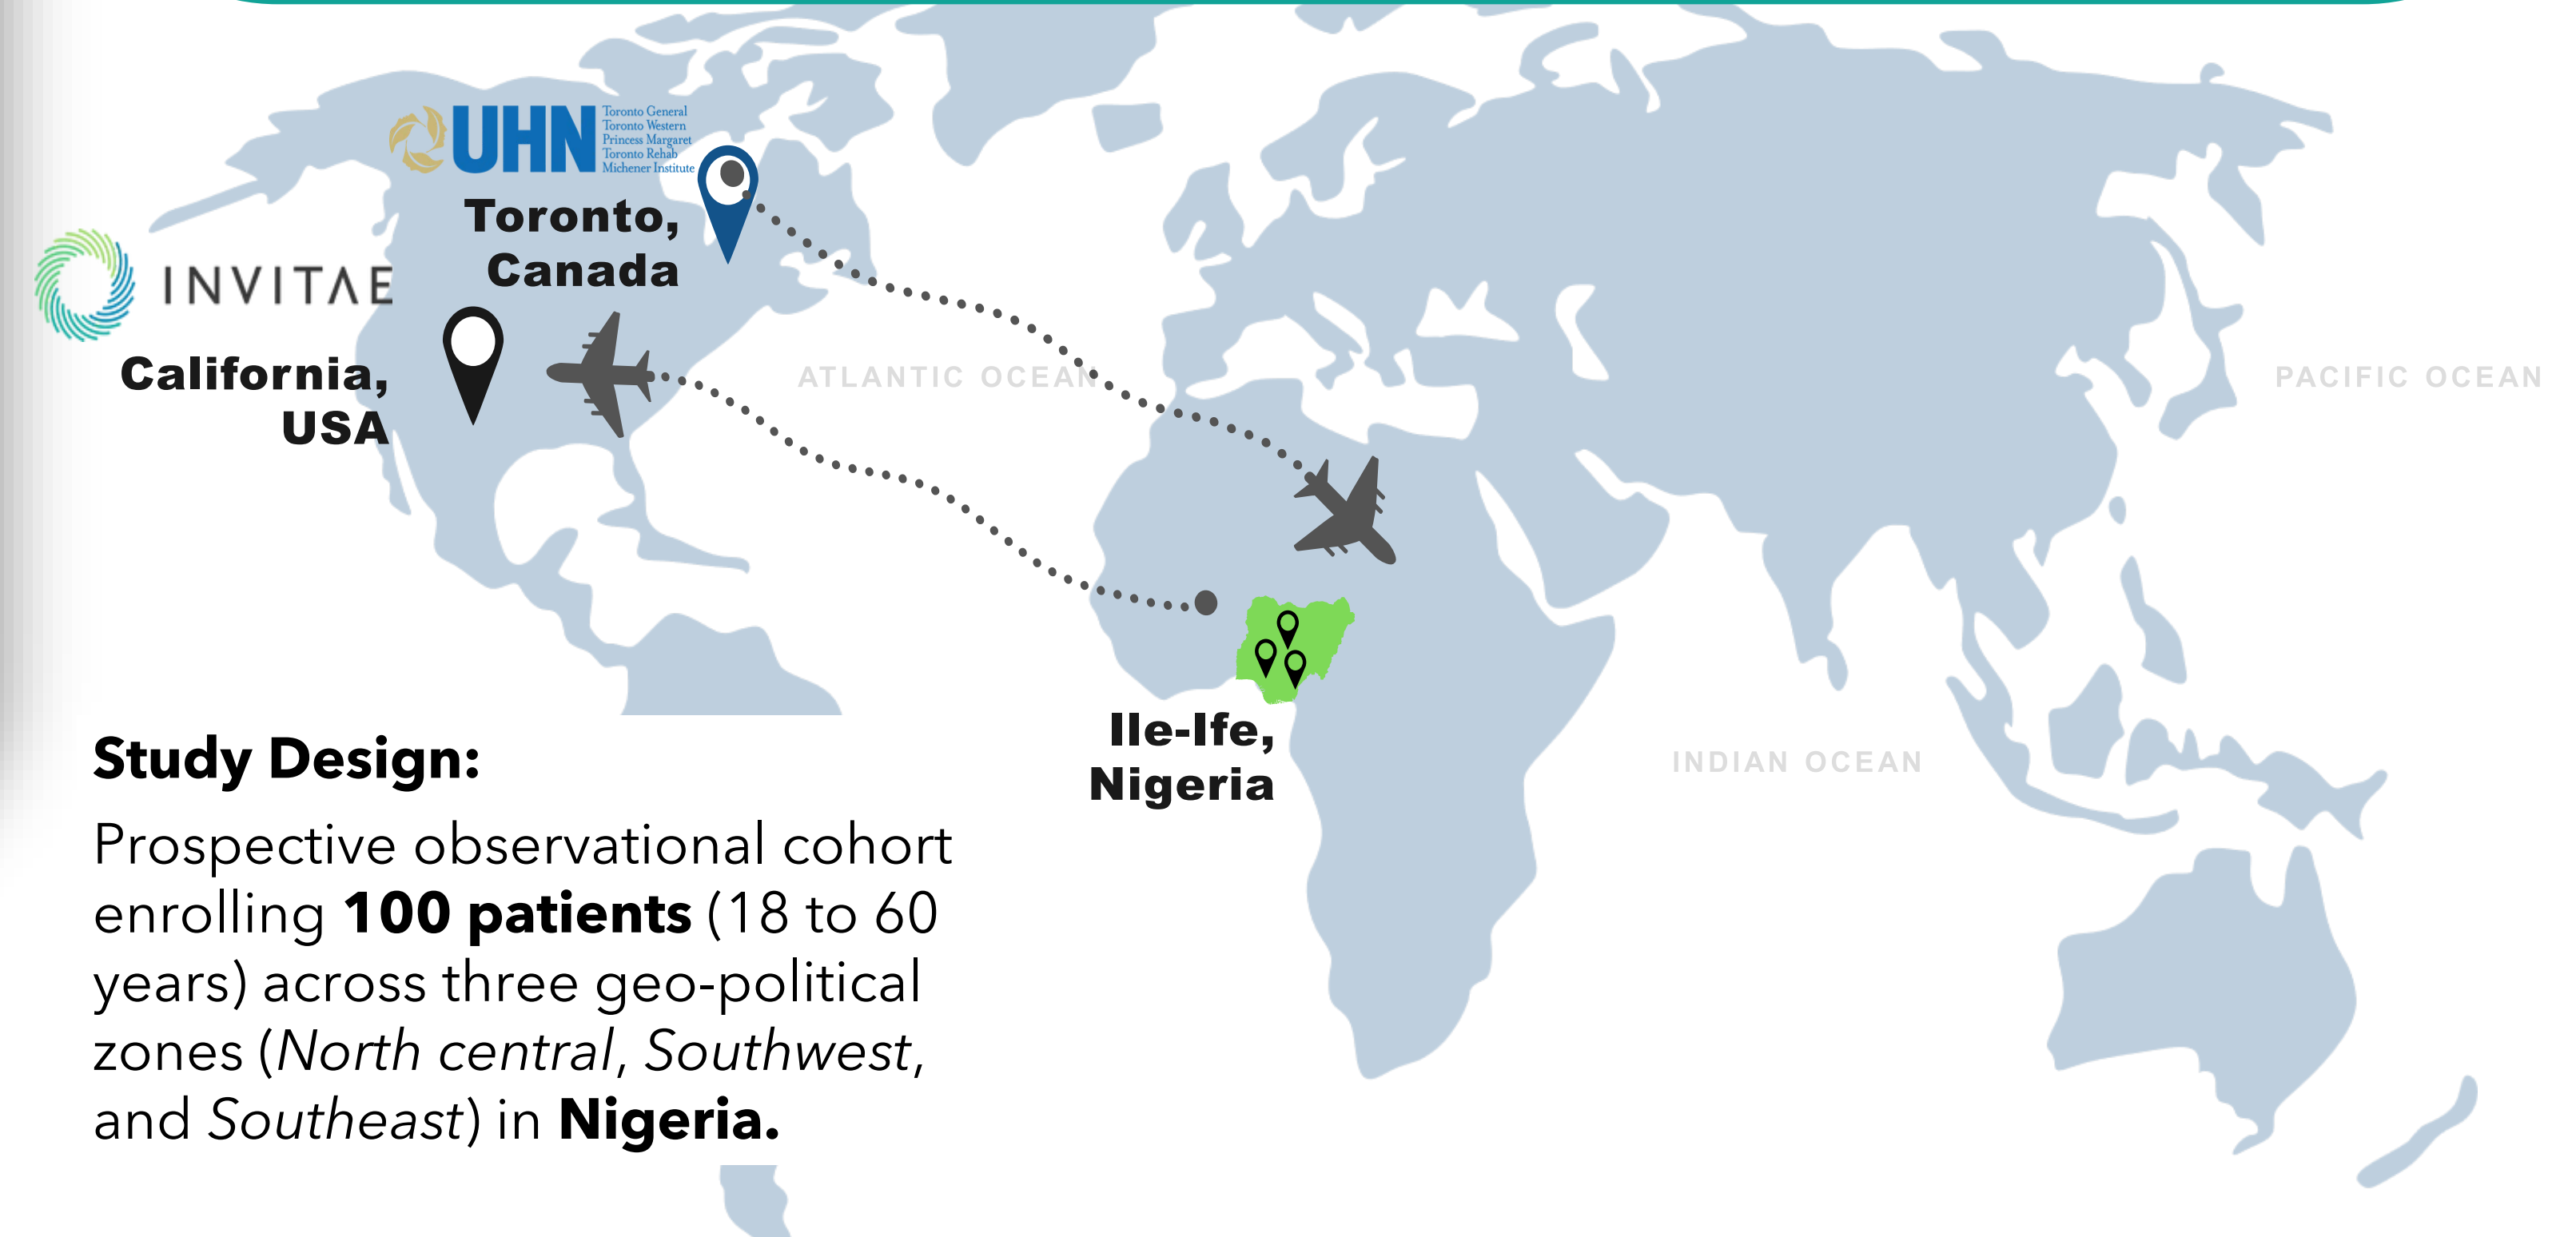 UHN
Toronto General
Toronto Western
Princess Margaret
Toronto Rehab
Michener Institute
Toronto,
Canada
INVITAE
California,
USA
ATLANTIC OCEAN
PACIFIC OCEAN
Ile-Ife,
Nigeria
INDIAN OCEAN
Study Design:
Prospective observational cohort
enrolling 100 patients (18 to 60
years) across three geo-political
zones (North central, Southwest,
and Southeast) in Nigeria.